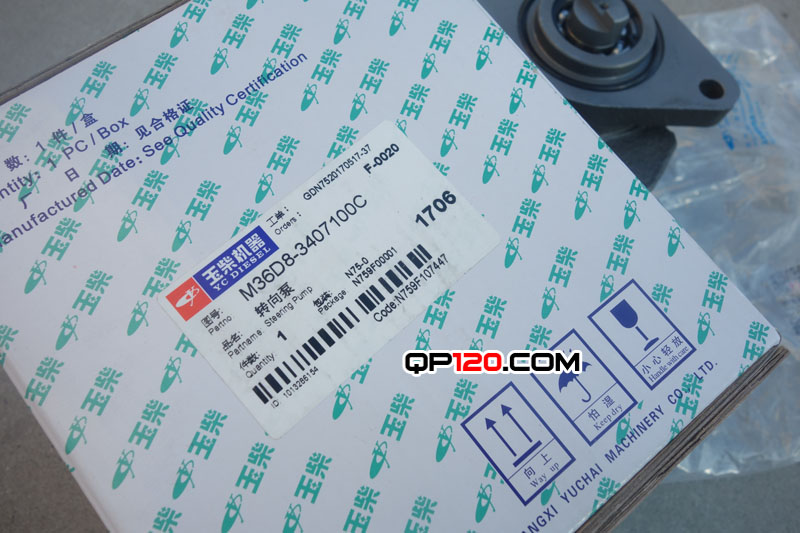 数: 1 件/盒
ntity: 1 PC/Box
日 期: 见合格证
anufactured Date: See Quality Certification
玉柴
玉柴机器
YC DIESEL
工单:
Orders:
GDN7520170517-37
F-0020
图号:
Partno
M36D8-3407100C
1706
品名:
Partname
转向泵
Steering Pump
包装:
Package
N75-0
N759F00001
件数:
Quantity
1
Code:N759F107447
ID: 1013286154
QP120.COM
向上
Way up
怕湿
Keep dry
小心轻放
Handle with care
ANGXI YUCHAI MACHINERY CO.,LTD.